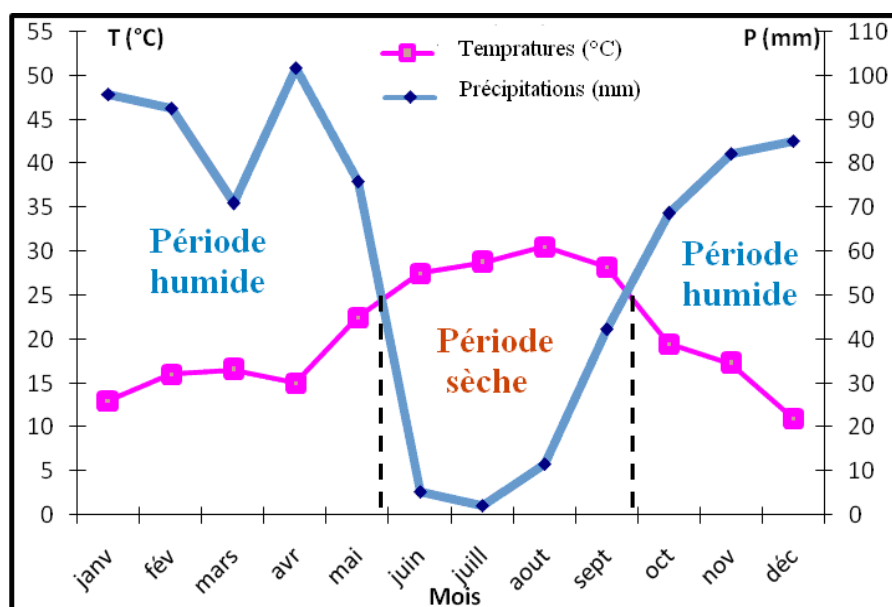 T (°C)
P (mm)
Tempratures (°C)
Précipitations (mm)
55
50
45
40
35
30
25
20
15
10
5
0
110
100
90
80
70
60
50
40
30
20
10
0
Période
humide
Période
sèche
Période
humide
janv
fév
mars
avr
mai
juin
juill
aout
sept
oct
nov
déc
Mois